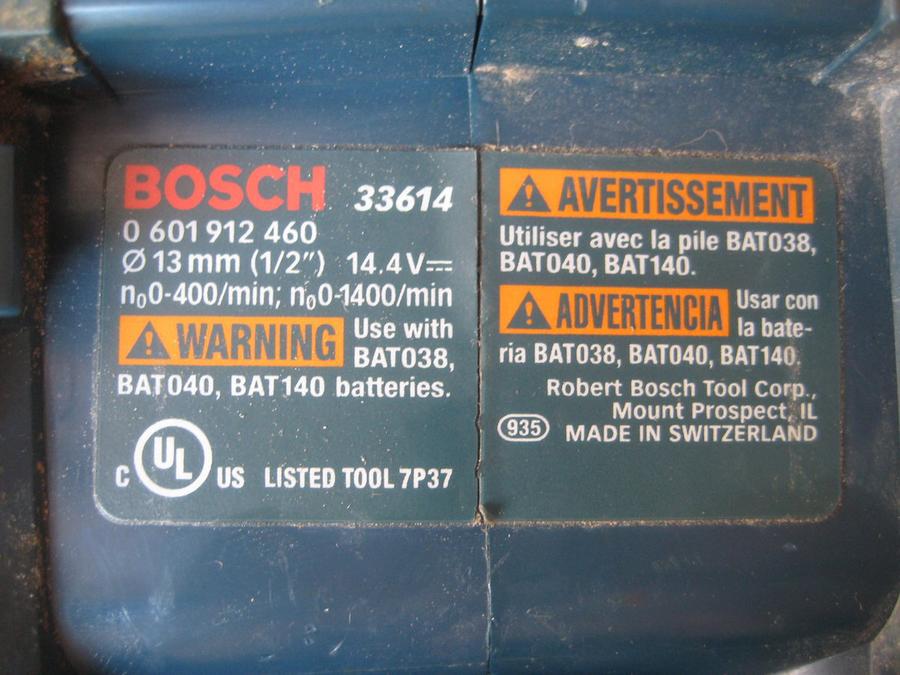 BOSCH 33614
0 601 912 460
Ø 13 mm (1/2") 14.4 V⎓
n₀0-400/min; n₀0-1400/min
WARNING Use with
BAT038,
BAT040, BAT140 batteries.
C UL US LISTED TOOL 7P37
AVERTISSEMENT
Utiliser avec la pile BAT038,
BAT040, BAT140.
ADVERTENCIA Usar con
la bate-
ria BAT038, BAT040, BAT140.
Robert Bosch Tool Corp.,
Mount Prospect, IL
935 MADE IN SWITZERLAND